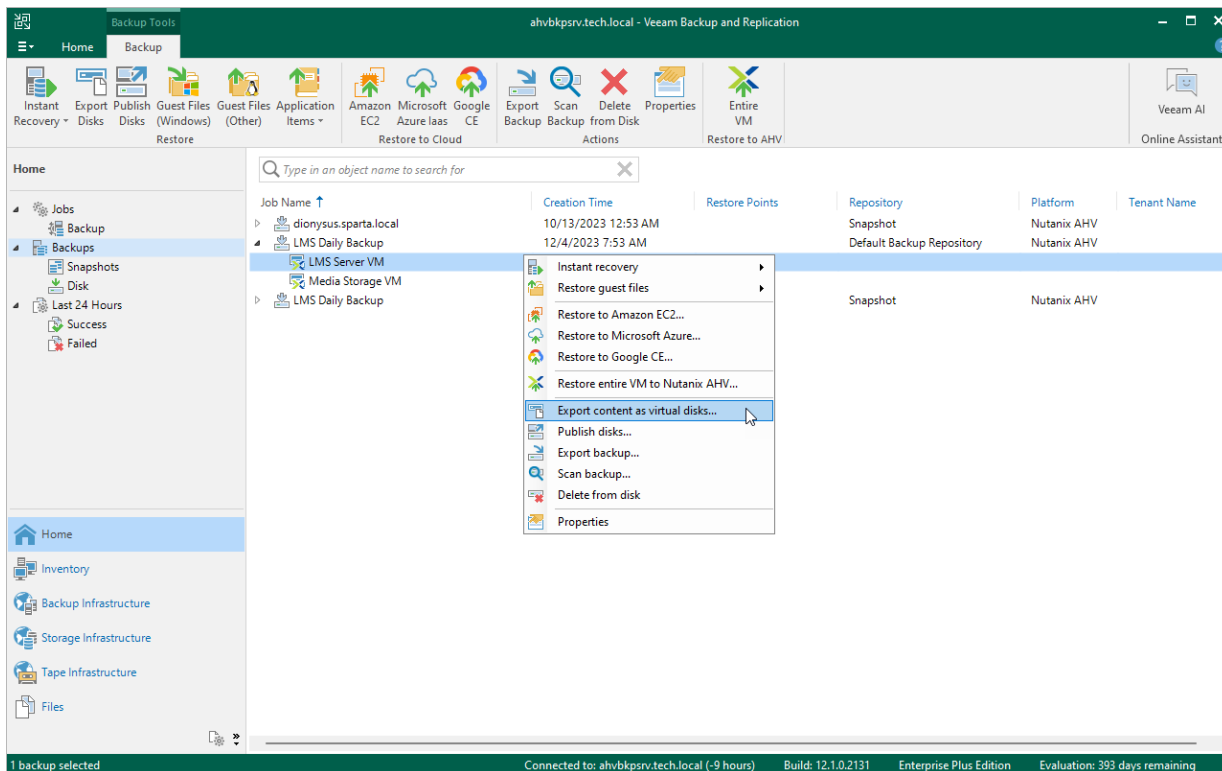 Backup Tools
ahvbkpsrv.tech.local - Veeam Backup and Replication
Home Backup
Instant Recovery
Export Disks
Publish Disks
Guest Files (Windows)
Guest Files (Other)
Application Items
Restore
Amazon EC2
Microsoft Azure Iaas
Google CE
Restore to Cloud
Export Backup
Scan Backup
Delete from Disk
Properties
Actions
Entire VM
Restore to AHV
Veeam AI
Online Assistant
Home
Jobs
Backup
Backups
Snapshots
Disk
Last 24 Hours
Success
Failed
Type in an object name to search for
Job Name Creation Time Restore Points Repository Platform Tenant Name
dionysus.sparta.local 10/13/2023 12:53 AM Snapshot Nutanix AHV
LMS Daily Backup 12/4/2023 7:53 AM Default Backup Repository Nutanix AHV
LMS Server VM
Media Storage VM
LMS Daily Backup Snapshot Nutanix AHV
Instant recovery
Restore guest files
Restore to Amazon EC2...
Restore to Microsoft Azure...
Restore to Google CE...
Restore entire VM to Nutanix AHV...
Export content as virtual disks...
Publish disks...
Export backup...
Scan backup...
Delete from disk
Properties
Home
Inventory
Backup Infrastructure
Storage Infrastructure
Tape Infrastructure
Files
1 backup selected
Connected to: ahvbkpsrv.tech.local (-9 hours) Build: 12.1.0.2131 Enterprise Plus Edition Evaluation: 393 days remaining